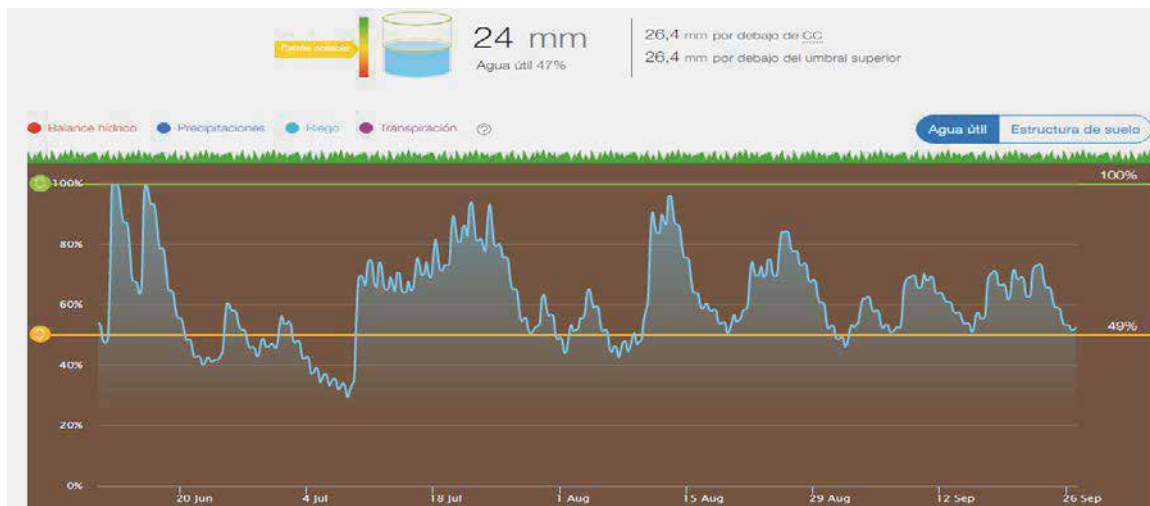 24 mm
Agua útil 47%
26,4 mm por debajo de CC
26,4 mm por debajo del umbral superior
Balance hídrico Precipitaciones Riego Transpiración ?
Agua útil Estructura de suelo
100% 100%
80%
60%
49%
40%
20%
0%
20 Jun 4 Jul 18 Jul 1 Aug 15 Aug 29 Aug 12 Sep 26 Sep